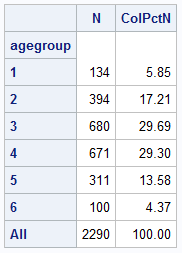 N ColPctN
agegroup
1 134 5.85
2 394 17.21
3 680 29.69
4 671 29.30
5 311 13.58
6 100 4.37
All 2290 100.00